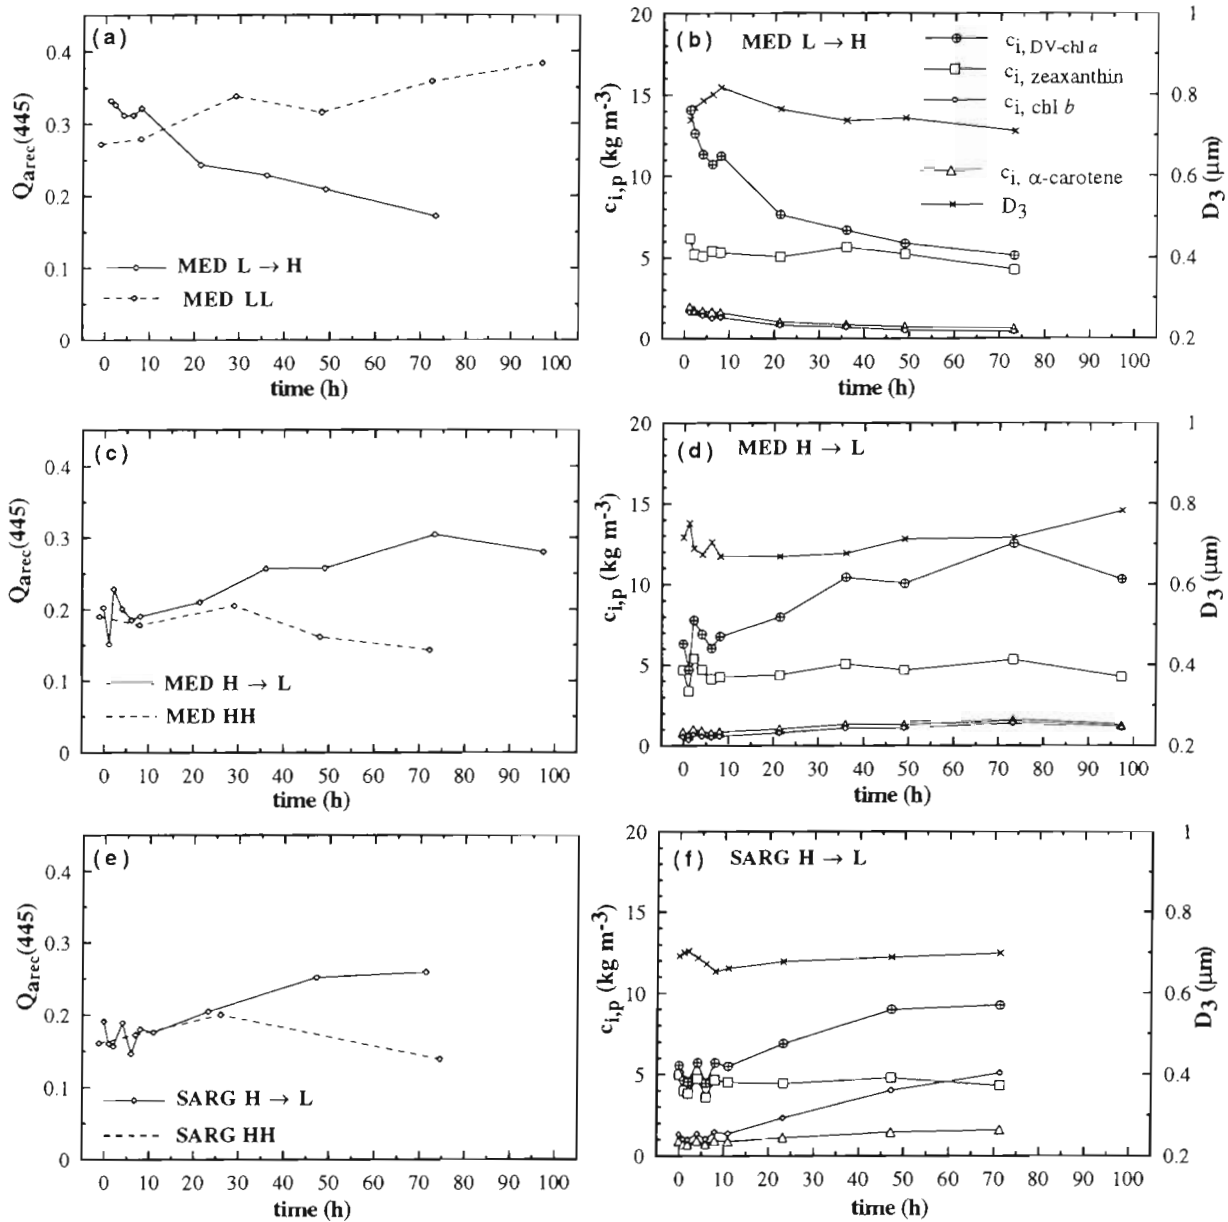 (a)
0.4
0.3
0.2
0.1
0
Qarec(445)
MED L → H
MED LL
0 10 20 30 40 50 60 70 80 90 100
time (h)
(b) MED L → H
ci, DV-chl a
ci, zeaxanthin
ci, chl b
ci, α-carotene
D3
20
15
10
5
0
ci,p (kg m-3)
1
0.8
0.6
0.4
0.2
D3 (μm)
0 10 20 30 40 50 60 70 80 90 100
time (h)
(c)
0.4
0.3
0.2
0.1
0
Qarec(445)
MED H → L
MED HH
0 10 20 30 40 50 60 70 80 90 100
time (h)
(d) MED H → L
20
15
10
5
0
ci,p (kg m-3)
1
0.8
0.6
0.4
0.2
D3 (μm)
0 10 20 30 40 50 60 70 80 90 100
time (h)
(e)
0.4
0.3
0.2
0.1
0
Qarec(445)
SARG H → L
SARG HH
0 10 20 30 40 50 60 70 80 90 100
time (h)
(f) SARG H → L
20
15
10
5
0
ci,p (kg m-3)
1
0.8
0.6
0.4
0.2
D3 (μm)
0 10 20 30 40 50 60 70 80 90 100
time (h)